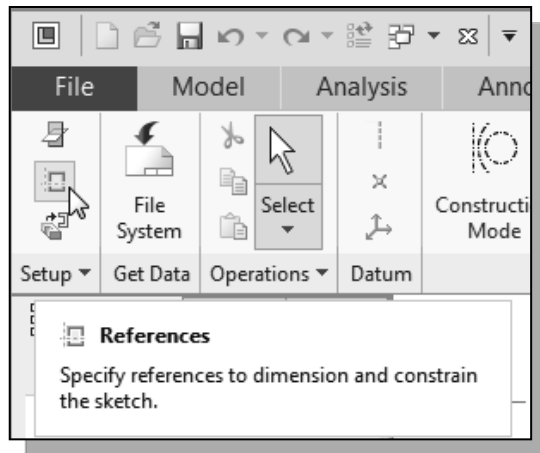 File Model Analysis Anno
File
System
Select
Constructi
Mode
Setup Get Data Operations Datum
References
Specify references to dimension and constrain
the sketch.